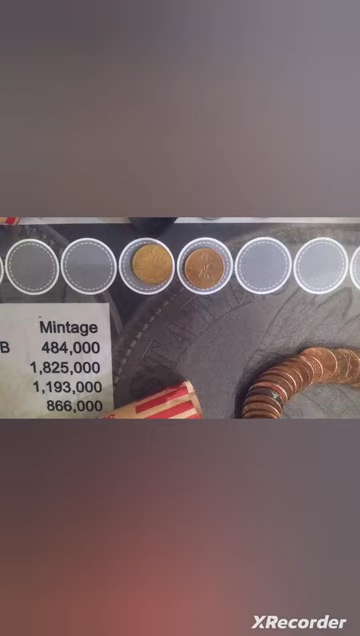 Mintage
B 484,000
1,825,000
1,193,000
866,000
XRecorder